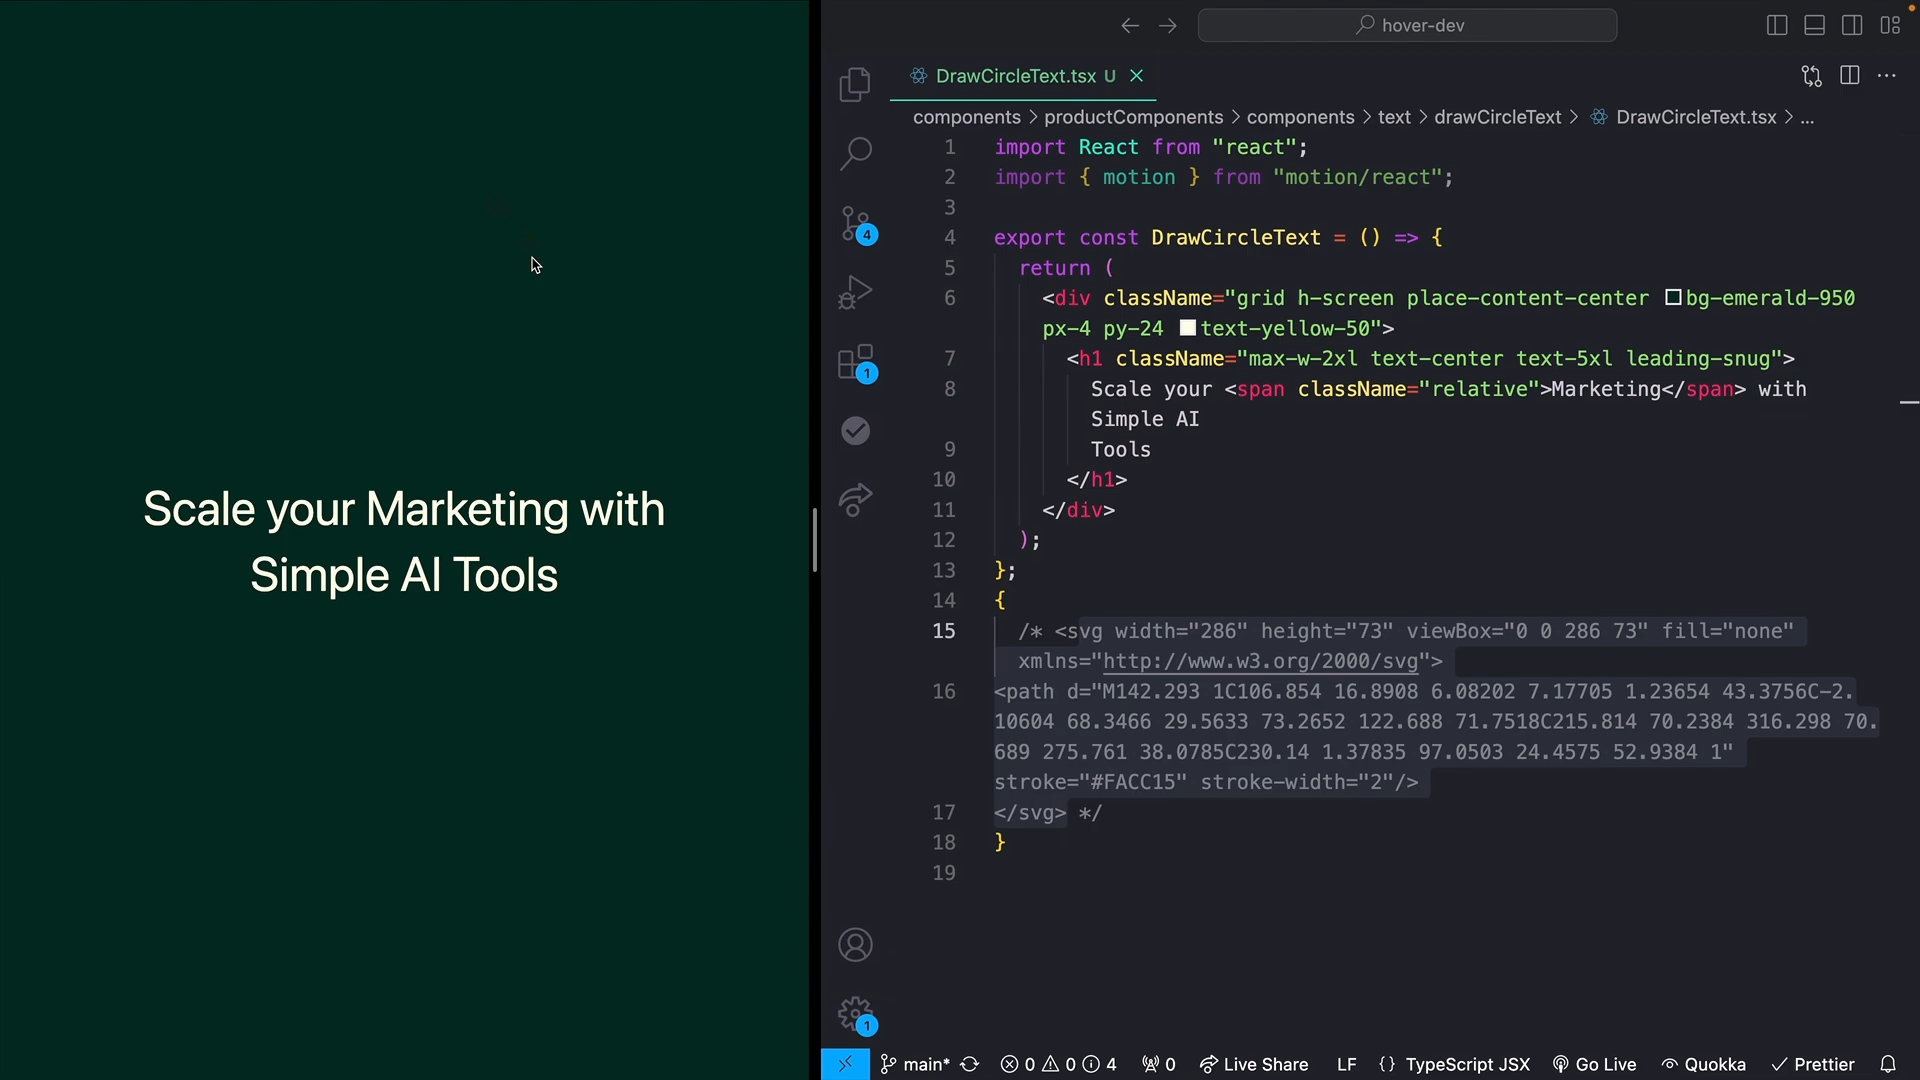 Scale your Marketing with
Simple AI Tools
hover-dev
DrawCircleText.tsx U
components > productComponents > components > text > drawCircleText > DrawCircleText.tsx > ...
1 import React from "react";
2 import { motion } from "motion/react";
3
4 export const DrawCircleText = () => {
5 return (
6 <div className="grid h-screen place-content-center bg-emerald-950
px-4 py-24 text-yellow-50">
7 <h1 className="max-w-2xl text-center text-5xl leading-snug">
8 Scale your <span className="relative">Marketing</span> with
Simple AI
9 Tools
10 </h1>
11 </div>
12 );
13 };
14 {
15 /* <svg width="286" height="73" viewBox="0 0 286 73" fill="none"
xmlns="http://www.w3.org/2000/svg">
16 <path d="M142.293 1C106.854 16.8908 6.08202 7.17705 1.23654 43.3756C-2.
10604 68.3466 29.5633 73.2652 122.688 71.7518C215.814 70.2384 316.298 70.
689 275.761 38.0785C230.14 1.37835 97.0503 24.4575 52.9384 1"
stroke="#FACC15" stroke-width="2"/>
17 </svg> */
18 }
19
4
1
1
main* 0 0 4 0 Live Share LF {} TypeScript JSX Go Live Quokka Prettier